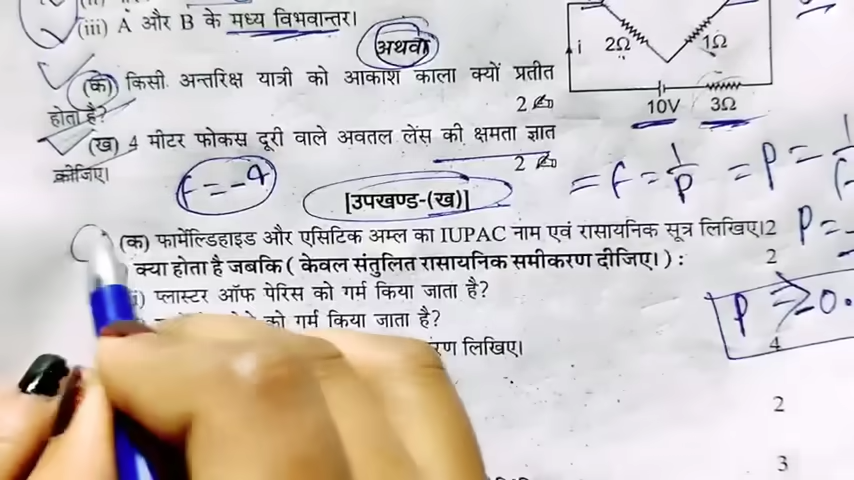 (iii) A और B के मध्य विभवान्तर।
अथवा
(क) किसी अन्तरिक्ष यात्री को आकाश काला क्यों प्रतीत
होता है? 2
(ख) 4 मीटर फोकस दूरी वाले अवतल लेंस की क्षमता ज्ञात
कीजिए। 2
2Ω 1Ω
i
10V 3Ω
f = -4
= f = 1/P = P = 1/
[उपखण्ड-(ख)]
(क) फार्मेल्डिहाइड और एसिटिक अम्ल का IUPAC नाम एवं रासायनिक सूत्र लिखिए।2
P = -
क्या होता है जबकि ( केवल संतुलित रासायनिक समीकरण दीजिए। ) : 2
i) प्लास्टर ऑफ पेरिस को गर्म किया जाता है?
P = -0.
को गर्म किया जाता है?
रण लिखिए। 4
2
3